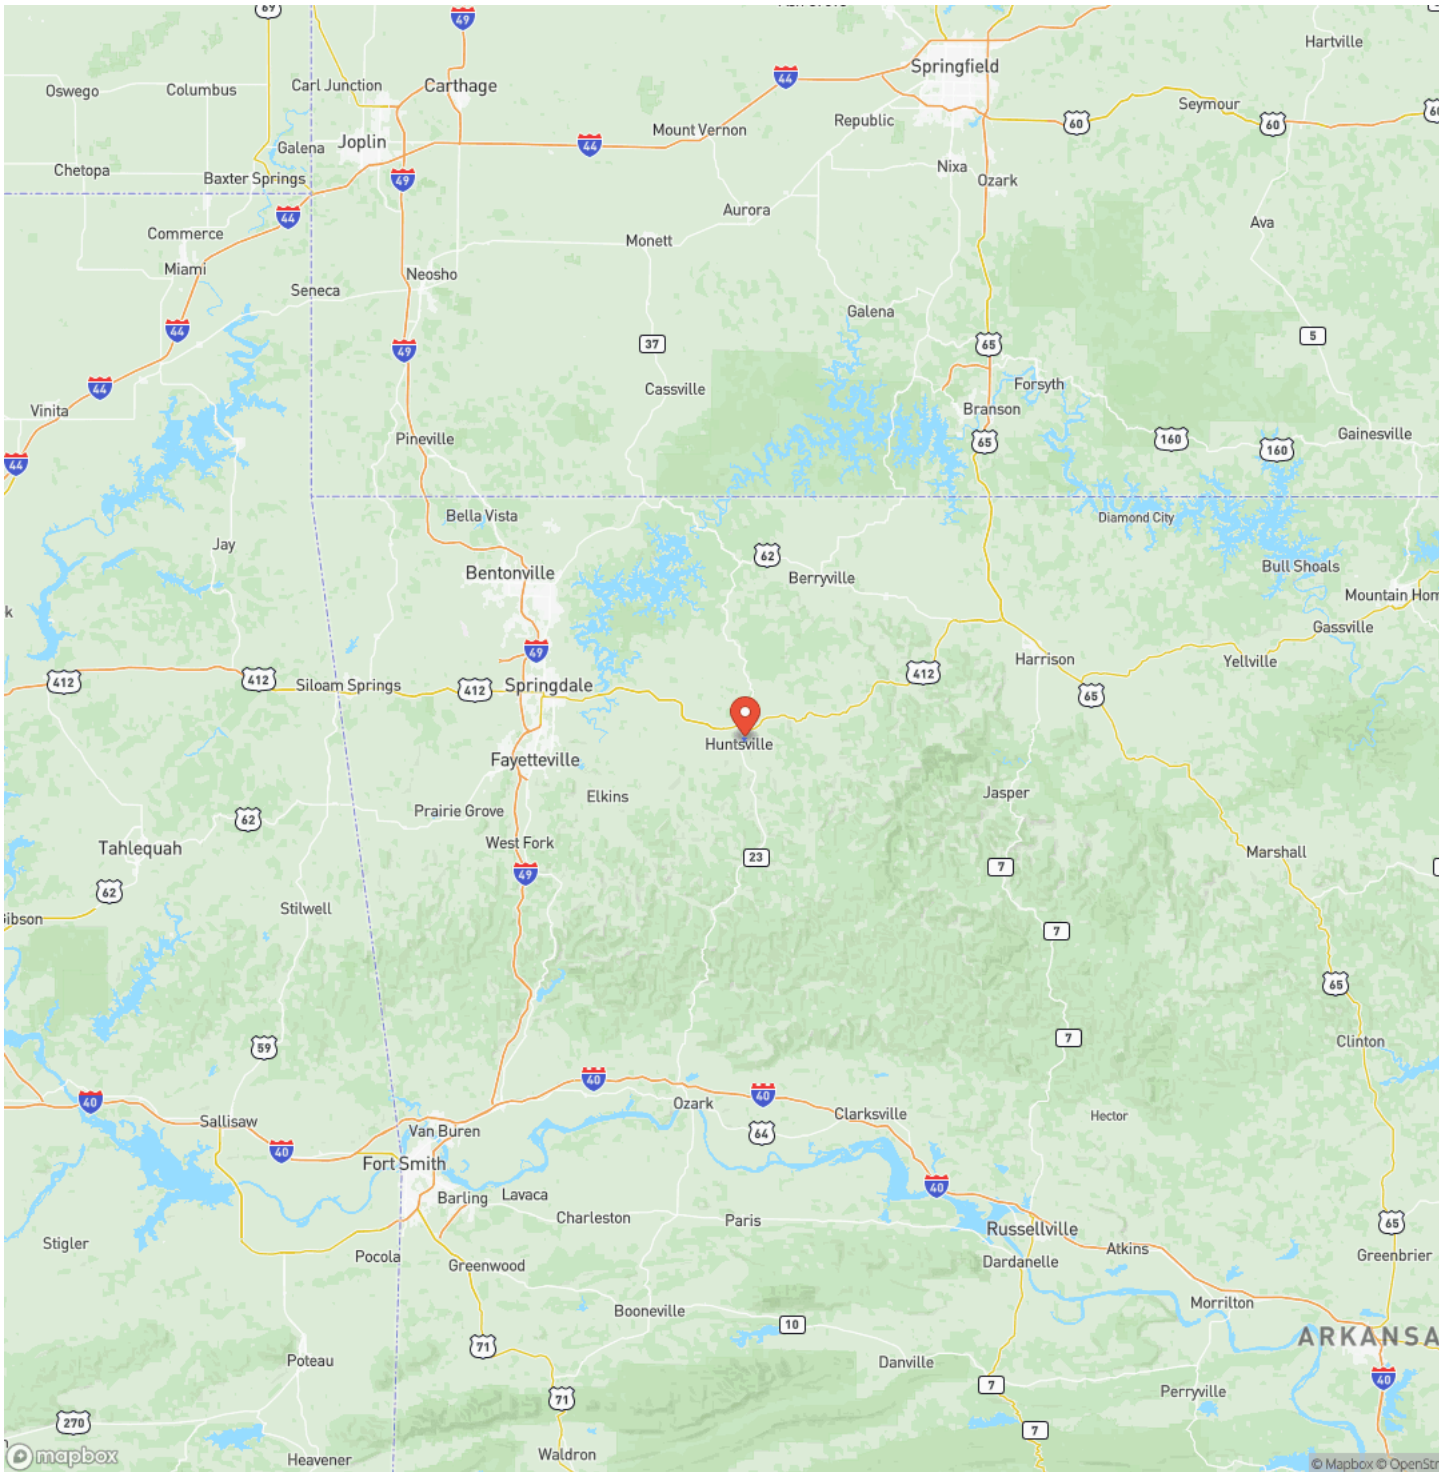 69
49
Springfield
Hartville
Oswego
Columbus
Carl Junction
Carthage
44
Seymour
60
60
60
Republic
Mount Vernon
Joplin
Galena
44
Nixa
Chetopa
Baxter Springs
49
Ozark
44
Aurora
Ava
Commerce
Monett
Miami
Neosho
Seneca
Galena
44
37
65
5
49
Cassville
Forsyth
44
Vinita
Branson
Pineville
65
160
160
Gainesville
44
Bella Vista
Diamond City
Jay
62
Bentonville
Berryville
Bull Shoals
Mountain Hom
k
Gassville
49
Harrison
Yellville
412
412
412
412
Siloam Springs
Springdale
65
Huntsville
Fayetteville
Elkins
Jasper
Prairie Grove
62
Tahlequah
West Fork
23
Marshall
7
49
62
Stilwell
Gibson
7
65
7
59
Clinton
40
40
40
Ozark
Clarksville
Hector
Sallisaw
Van Buren
64
40
Fort Smith
40
Barling
Lavaca
Charleston
Paris
Russellville
65
Stigler
Pocola
Greenwood
Atkins
Dardanelle
Greenbrier
Booneville
Morrilton
10
ARKANSA
71
Poteau
Danville
40
7
71
Perryville
270
7
Waldron
Heavener
mapbox
© Mapbox © OpenStr